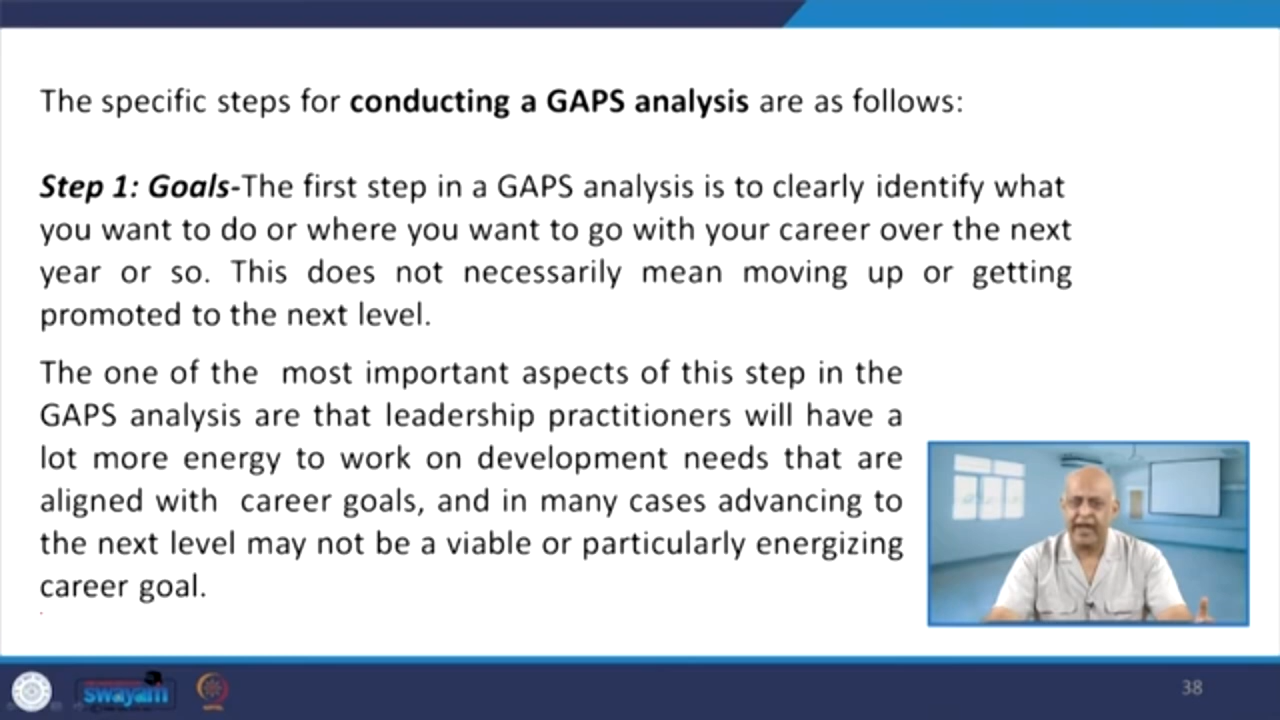 The specific steps for conducting a GAPS analysis are as follows:
Step 1: Goals-The first step in a GAPS analysis is to clearly identify what
you want to do or where you want to go with your career over the next
year or so. This does not necessarily mean moving up or getting
promoted to the next level.
The one of the most important aspects of this step in the
GAPS analysis are that leadership practitioners will have a
lot more energy to work on development needs that are
aligned with career goals, and in many cases advancing to
the next level may not be a viable or particularly energizing
career goal.
swayam
38